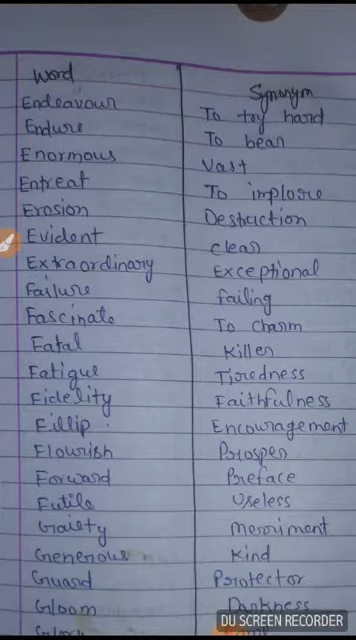 Word Synonym
Endeavour To try hard
Endure To bear
Enormous Vast
Entreat To implore
Erosion Destruction
Evident clear
Extraordinary Exceptional
Failure failing
Fascinate To charm
Fatal Killer
Fatigue Tiredness
Fidelity Faithfulness
Fillip Encouragement
Flourish Prosper
Forward Preface
Futile Useless
Gaiety Merriment
Generous Kind
Guard Protector
Gloom Darkness
DU SCREEN RECORDER